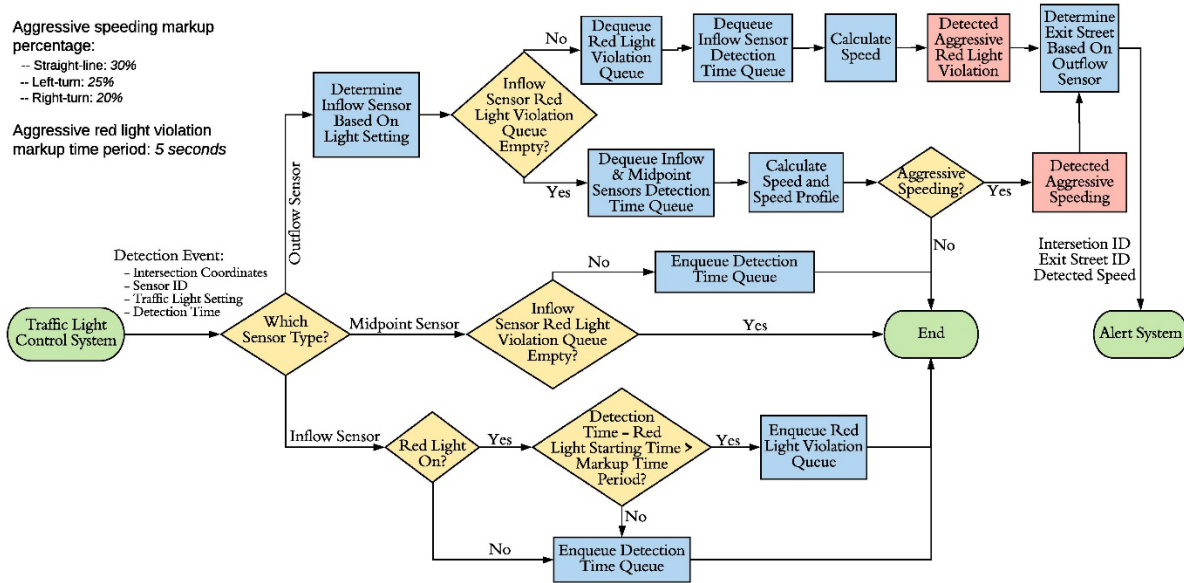 Aggressive speeding markup
percentage:
-- Straight-line: 30%
-- Left-turn: 25%
-- Right-turn: 20%
Aggressive red light violation
markup time period: 5 seconds
No
Dequeue
Red Light
Violation
Queue
Dequeue
Inflow Sensor
Detection
Time Queue
Calculate
Speed
Detected
Aggressive
Red Light
Violation
Determine
Exit Street
Based On
Outflow
Sensor
Determine
Inflow Sensor
Based On
Light Setting
Inflow
Sensor Red
Light Violation
Queue
Empty?
Yes
Dequeue Inflow
& Midpoint
Sensors Detection
Time Queue
Calculate
Speed and
Speed Profile
Aggressive
Speeding?
Yes
Detected
Aggressive
Speeding
No
Outflow Sensor
Intersetion ID
Exit Street ID
Detected Speed
Detection Event:
– Intersection Coordinates
– Sensor ID
– Traffic Light Setting
– Detection Time
No
Enqueue Detection
Time Queue
Traffic Light
Control System
Which
Sensor Type?
Midpoint Sensor
Inflow
Sensor Red Light
Violation Queue
Empty?
Yes
End
Alert System
Inflow Sensor
Red Light
On?
Yes
Detection
Time – Red
Light Starting Time >
Markup Time
Period?
Yes
Enqueue Red
Light Violation
Queue
No
No
Enqueue Detection
Time Queue